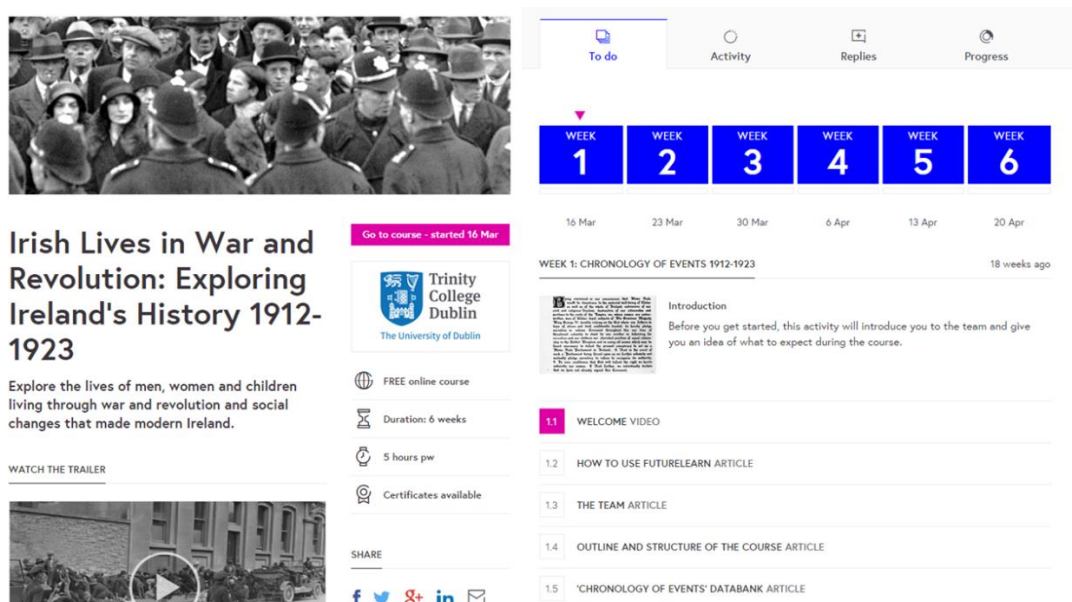 Irish Lives in War and
Revolution: Exploring
Ireland's History 1912-
1923
Explore the lives of men, women and children
living through war and revolution and social
changes that made modern Ireland.
WATCH THE TRAILER
Go to course - started 16 Mar
Trinity
College
Dublin
The University of Dublin
FREE online course
Duration: 6 weeks
5 hours pw
Certificates available
SHARE
To do
Activity
Replies
Progress
WEEK
1
WEEK
2
WEEK
3
WEEK
4
WEEK
5
WEEK
6
16 Mar
23 Mar
30 Mar
6 Apr
13 Apr
20 Apr
WEEK 1: CHRONOLOGY OF EVENTS 1912-1923
18 weeks ago
Introduction
Before you get started, this activity will introduce you to the team and give
you an idea of what to expect during the course.
1.1 WELCOME VIDEO
1.2 HOW TO USE FUTURELEARN ARTICLE
1.3 THE TEAM ARTICLE
1.4 OUTLINE AND STRUCTURE OF THE COURSE ARTICLE
1.5 'CHRONOLOGY OF EVENTS' DATABANK ARTICLE